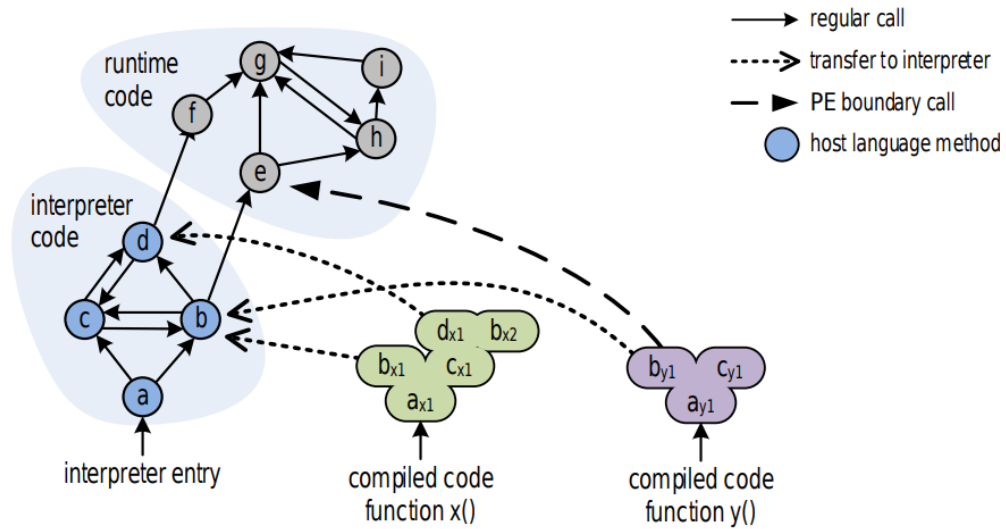 regular call
transfer to interpreter
PE boundary call
host language method
runtime
code
g
i
f
h
e
interpreter
code
d
c
b
a
interpreter entry
dx1
bx2
bx1
cx1
ax1
compiled code
function x()
by1
cy1
ay1
compiled code
function y()